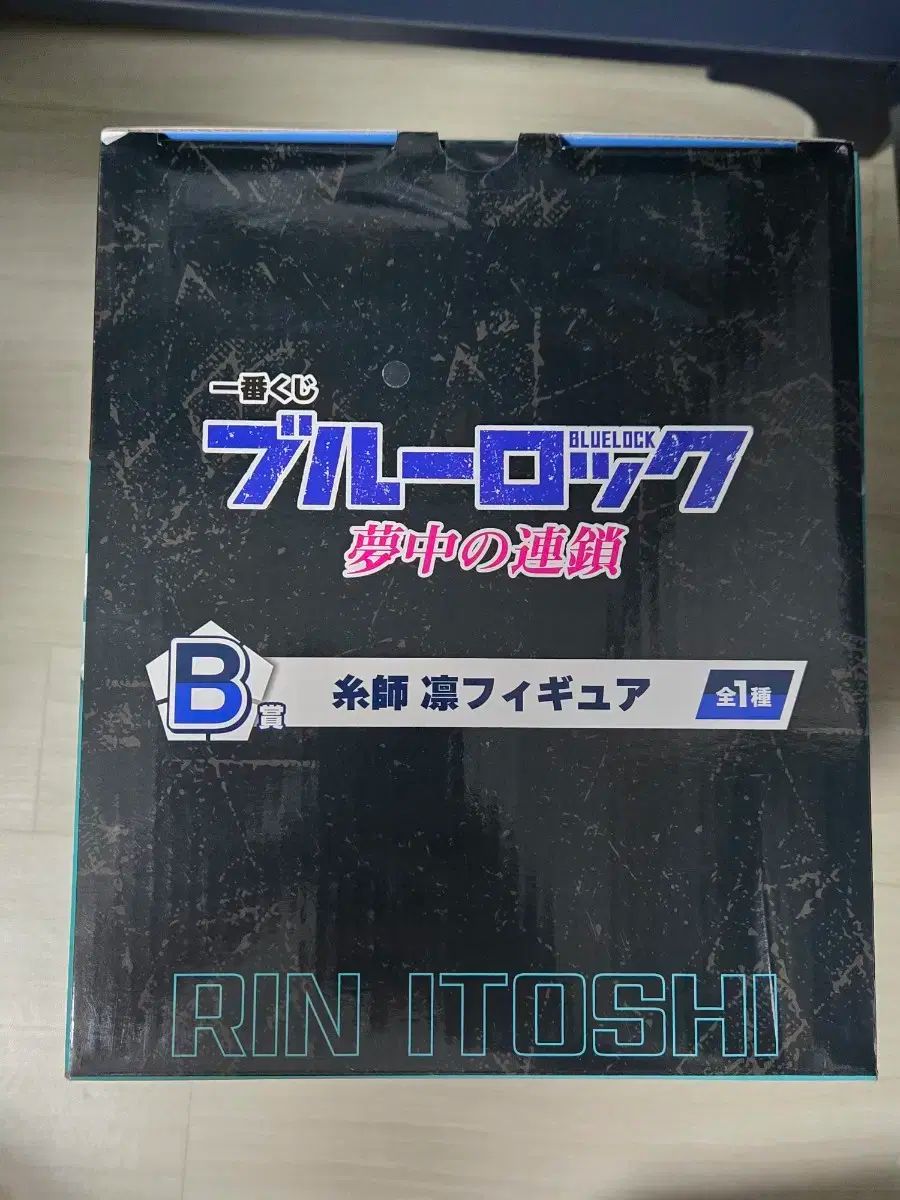 一番くじ
ブルーロック
BLUELOCK
夢中の連鎖
B賞
糸師 凛フィギュア
全1種
RIN ITOSHI